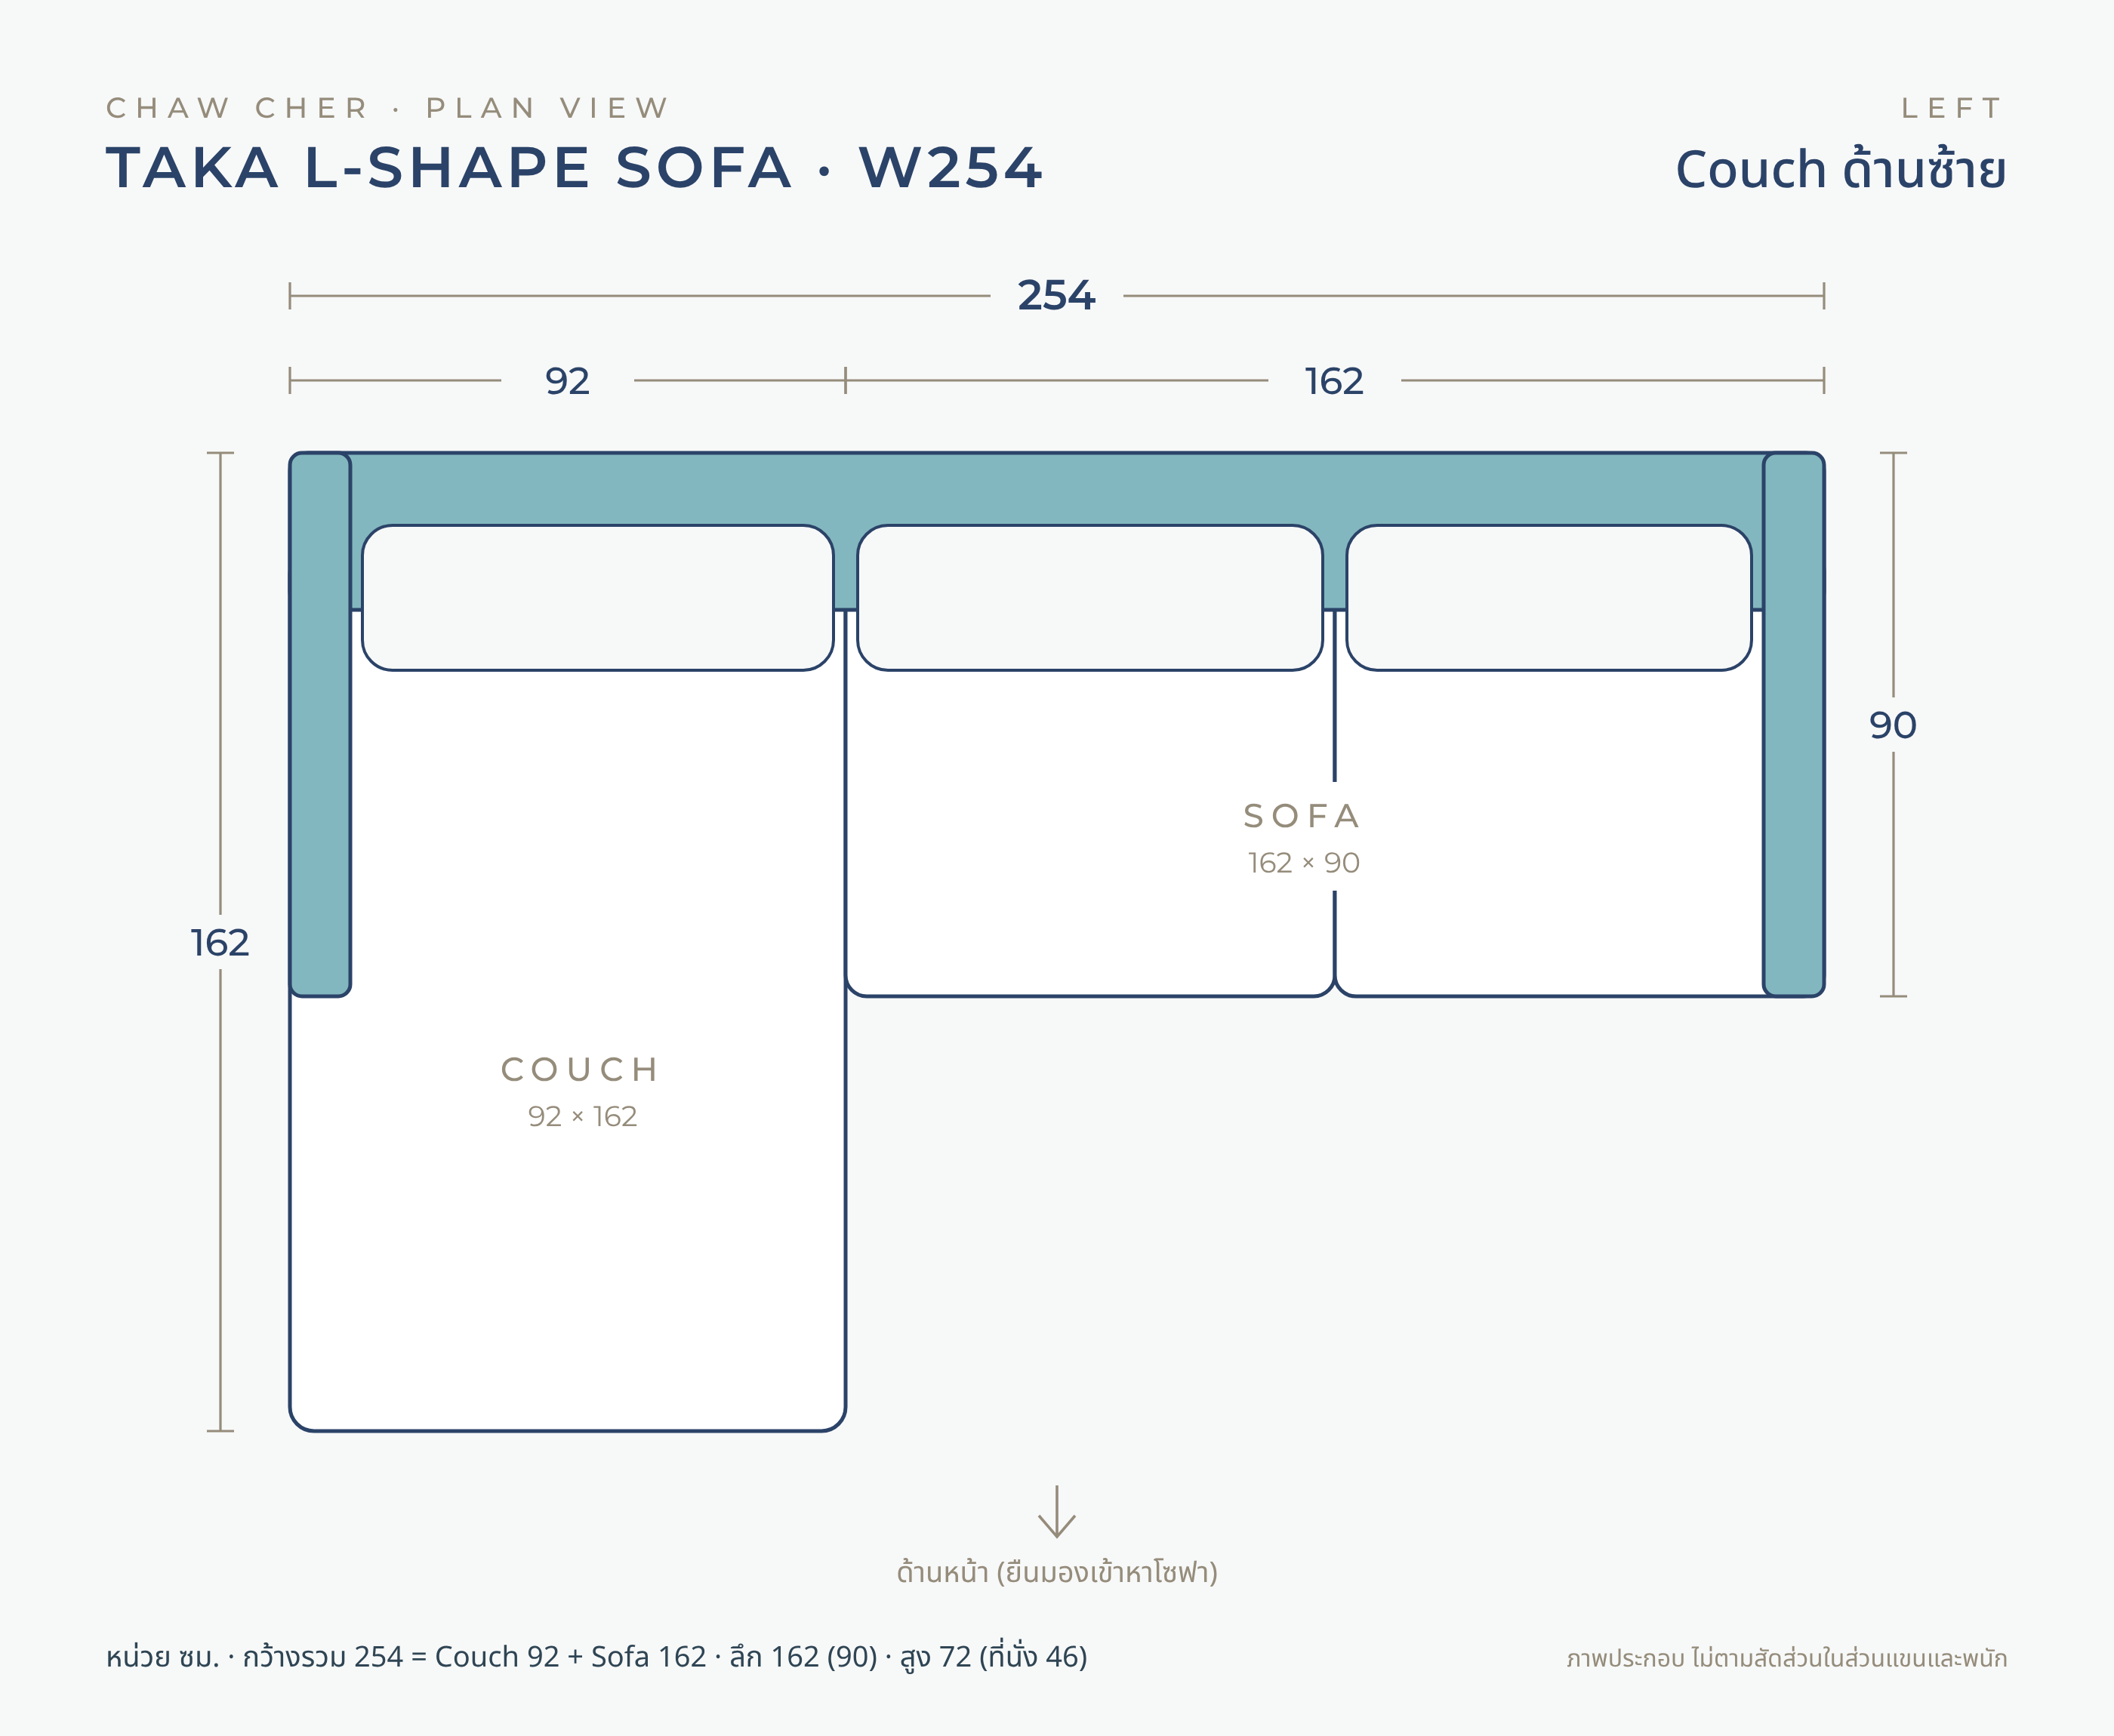 CHAW CHER · PLAN VIEW
TAKA L-SHAPE SOFA · W254
LEFT
Couch ด้านซ้าย
254
92
162
90
162
SOFA
162 × 90
COUCH
92 × 162
ด้านหน้า (ยืนมองเข้าหาโซฟา)
หน่วย ซม. · กว้างรวม 254 = Couch 92 + Sofa 162 · ลึก 162 (90) · สูง 72 (ที่นั่ง 46)
ภาพประกอบ ไม่ตามสัดส่วนในส่วนแขนและพนัก